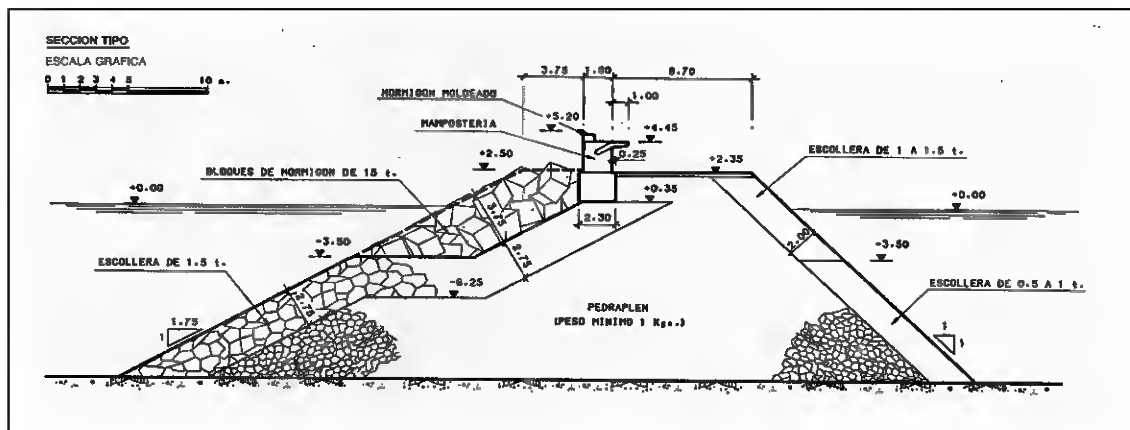 SECCION TIPO
ESCALA GRAFICA
0 1 2 3 4 5 10 m.
3.75 1.80 8.70
1.00
HORMIGON MOLDEADO
+5.20
MAMPOSTERIA
+4.45
0.25
ESCOLLERA DE 1 A 1.5 t.
+2.50
+2.35
BLOQUES DE HORMIGON DE 15 t.
+0.00
+0.35
+0.00
3.75
2.30
2.75
2.00
-3.50
-3.50
ESCOLLERA DE 1.5 t.
-6.25
ESCOLLERA DE 0.5 A 1 t.
2.75
PEDRAPLEN
(PESO MINIMO 1 Kgs.)
1.75
1
1
1